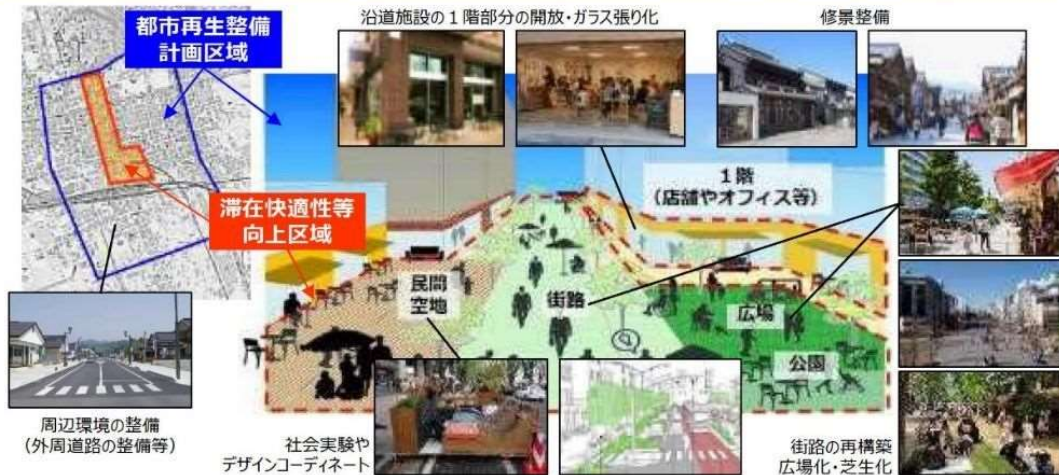 沿道施設の１階部分の開放・ガラス張り化
修景整備
都市再生整備
計画区域
滞在快適性等
向上区域
１階
（店舗やオフィス等）
民間
空地
街路
広場
公園
周辺環境の整備
（外周道路の整備等）
社会実験や
デザインコーディネート
街路の再構築
広場化・芝生化